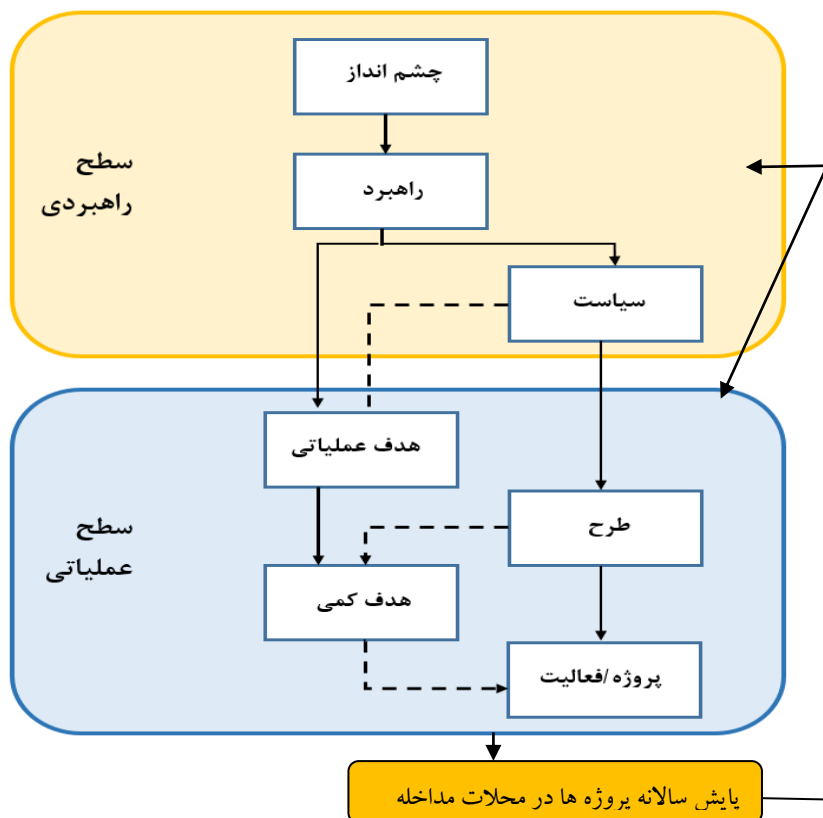 چشم انداز
سطح
راهبردی
راهبرد
سیاست
هدف عملیاتی
سطح
عملیاتی
طرح
هدف کمی
پروژه /فعالیت
پایش سالانه پروژه ها در محلات مداخله